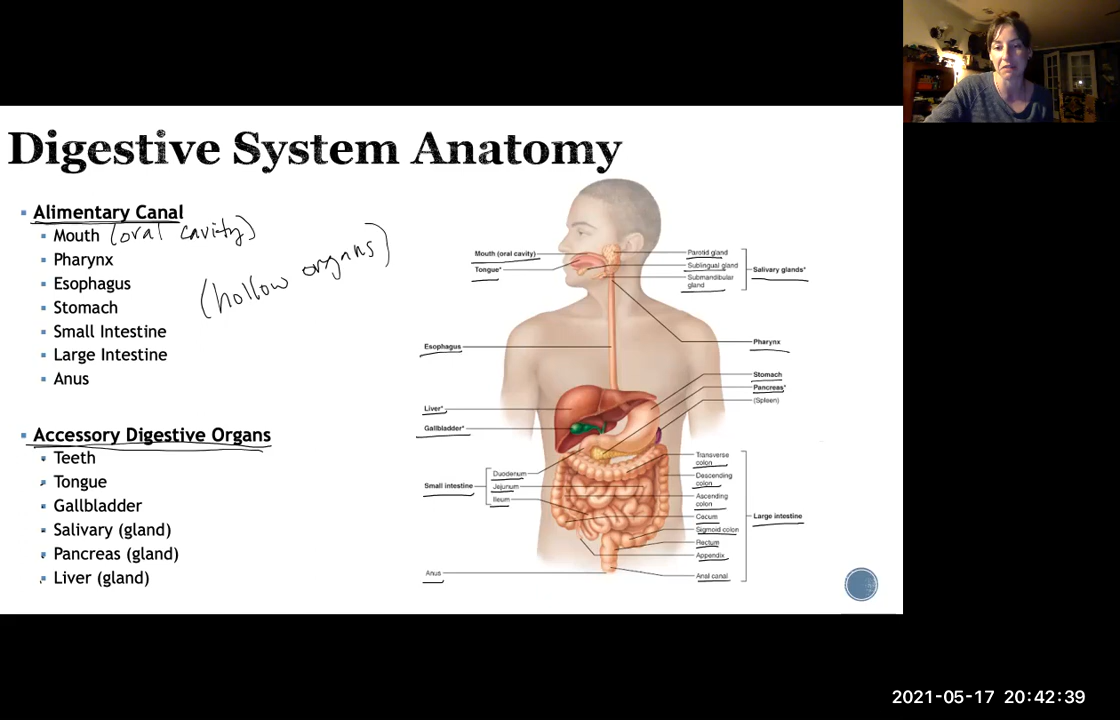 Digestive System Anatomy
Alimentary Canal
Mouth (oral cavity)
Pharynx
Esophagus
(hollow organs)
Stomach
Small Intestine
Large Intestine
Anus
Accessory Digestive Organs
Teeth
Tongue
Gallbladder
Salivary (gland)
Pancreas (gland)
Liver (gland)
Mouth (oral cavity)
Tongue*
Parotid gland
Sublingual gland
Submandibular
gland
Salivary glands*
Esophagus
Pharynx
Stomach
Pancreas*
(Spleen)
Liver*
Gallbladder*
Small intestine
Duodenum
Jejunum
Ileum
Transverse
colon
Descending
colon
Ascending
colon
Cecum
Sigmoid colon
Rectum
Appendix
Anal canal
Large intestine
Anus
2021-05-17 20:42:39